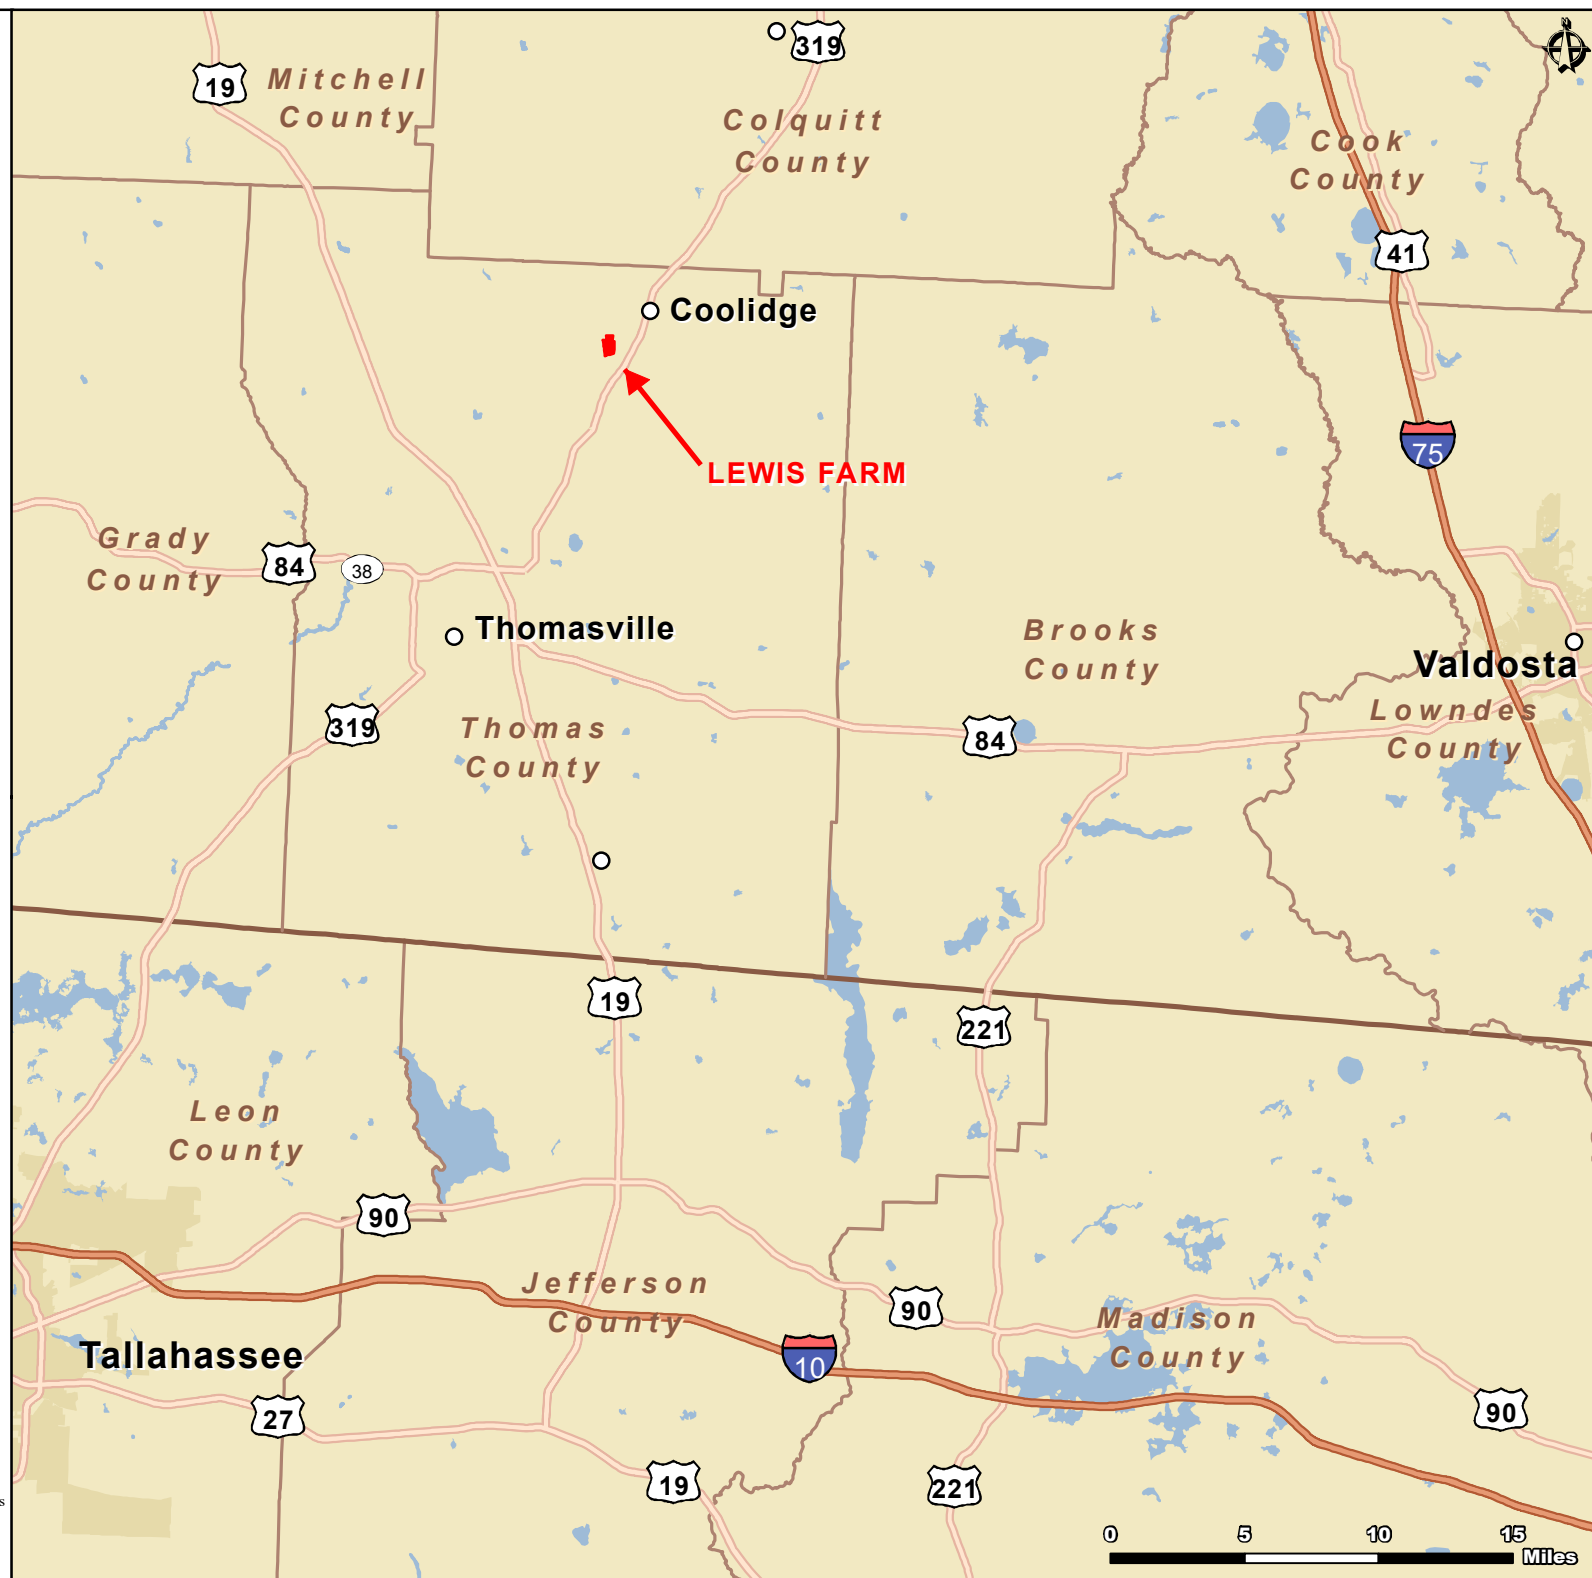 319
19
Mitchell
County
Colquitt
County
Cook
County
41
Coolidge
75
LEWIS FARM
Grady
County
84
38
Thomasville
Brooks
County
Valdosta
319
Thomas
County
84
Lowndes
County
19
221
Leon
County
90
Jefferson
County
90
Madison
County
Tallahassee
10
27
90
19
221
s
0 5 10 15
Miles